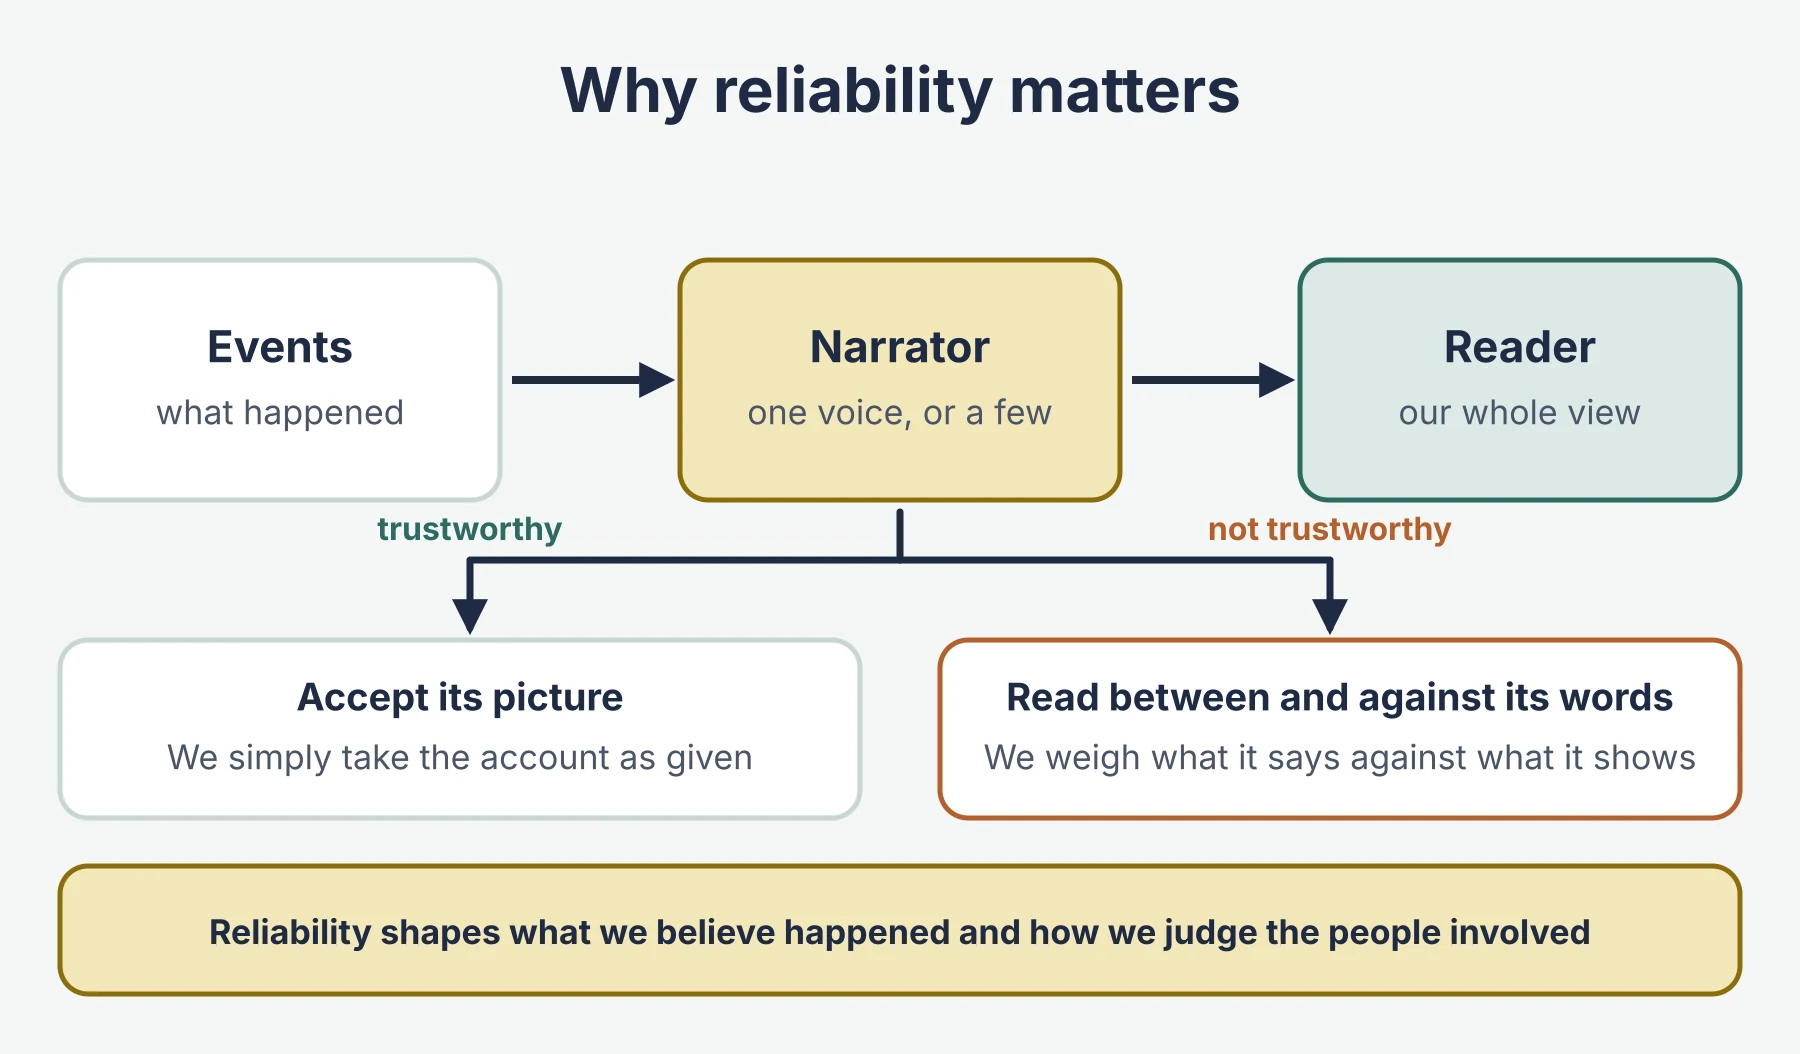 Why reliability matters
Events
what happened
Narrator
one voice, or a few
Reader
our whole view
trustworthy
not trustworthy
Accept its picture
We simply take the account as given
Read between and against its words
We weigh what it says against what it shows
Reliability shapes what we believe happened and how we judge the people involved